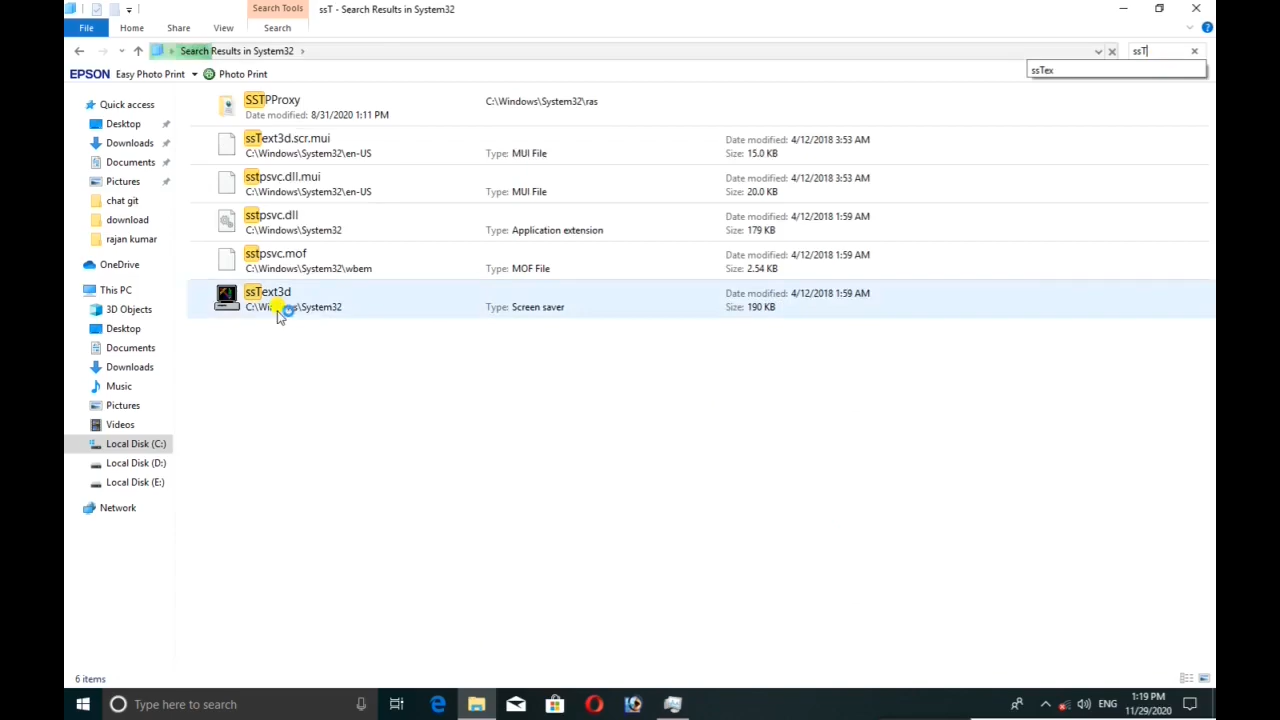 Search Tools
ssT - Search Results in System32
File Home Share View Search
Search Results in System32
ssT
ssTex
EPSON Easy Photo Print Photo Print
Quick access
Desktop
Downloads
Documents
Pictures
chat git
download
rajan kumar
OneDrive
This PC
3D Objects
Desktop
Documents
Downloads
Music
Pictures
Videos
Local Disk (C:)
Local Disk (D:)
Local Disk (E:)
Network
SSTPProxy C:\Windows\System32\ras
Date modified: 8/31/2020 1:11 PM
ssText3d.scr.mui Date modified: 4/12/2018 3:53 AM
C:\Windows\System32\en-US Type: MUI File Size: 15.0 KB
sstpsvc.dll.mui Date modified: 4/12/2018 3:53 AM
C:\Windows\System32\en-US Type: MUI File Size: 20.0 KB
sstpsvc.dll Date modified: 4/12/2018 1:59 AM
C:\Windows\System32 Type: Application extension Size: 179 KB
sstpsvc.mof Date modified: 4/12/2018 1:59 AM
C:\Windows\System32\wbem Type: MOF File Size: 2.54 KB
ssText3d Date modified: 4/12/2018 1:59 AM
C:\Windows\System32 Type: Screen saver Size: 190 KB
6 items
Type here to search
ENG
1:19 PM
11/29/2020